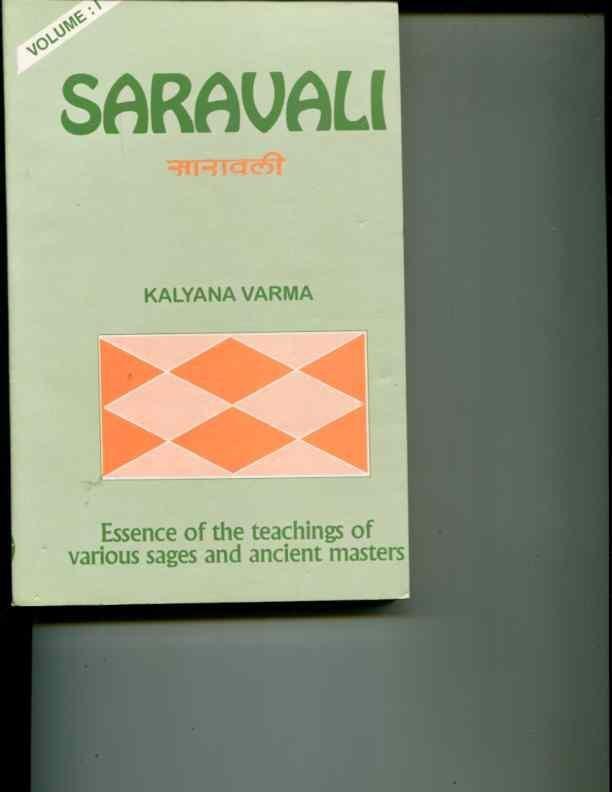 VOLUME : I
SARAVALI
सारावली
KALYANA VARMA
Essence of the teachings of
various sages and ancient masters